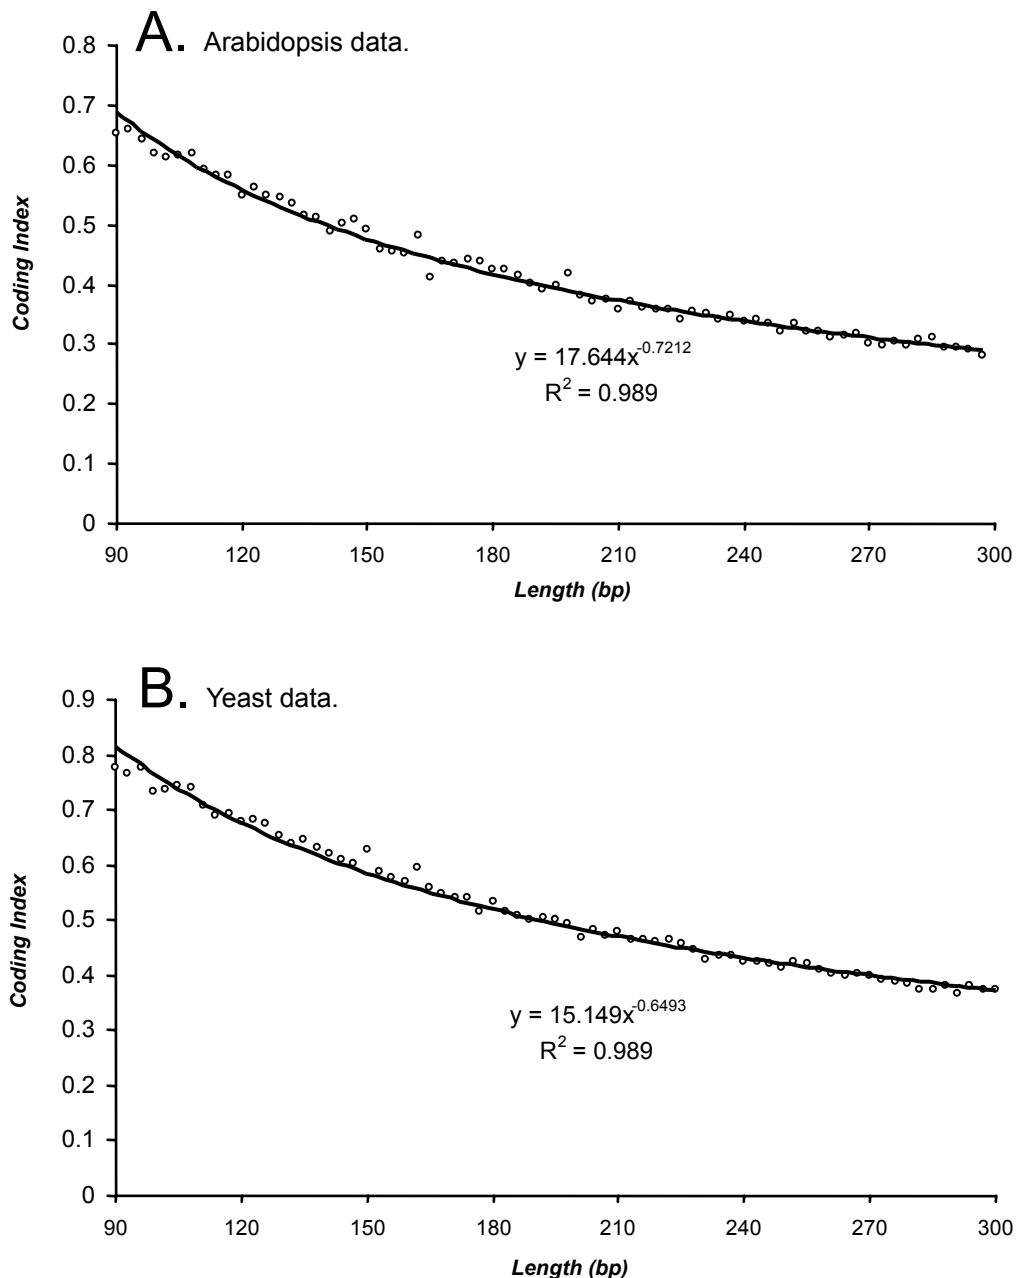 A. Arabidopsis data.
0.8
0.7
0.6
0.5
0.4
0.3
0.2
0.1
0
Coding Index
y = 17.644x^-0.7212
R^2 = 0.989
90 120 150 180 210 240 270 300
Length (bp)
B. Yeast data.
0.9
0.8
0.7
0.6
0.5
0.4
0.3
0.2
0.1
0
Coding Index
y = 15.149x^-0.6493
R^2 = 0.989
90 120 150 180 210 240 270 300
Length (bp)